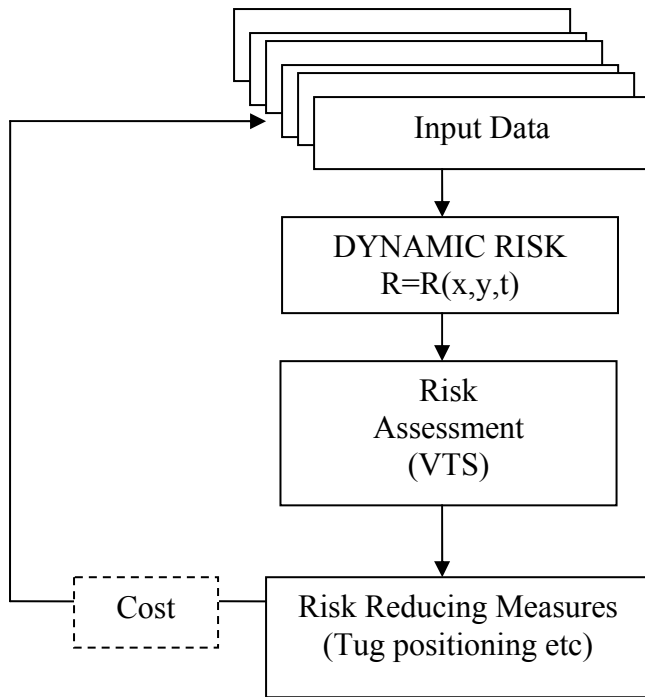 Input Data
DYNAMIC RISK
R=R(x,y,t)
Risk
Assessment
(VTS)
Cost
Risk Reducing Measures
(Tug positioning etc)